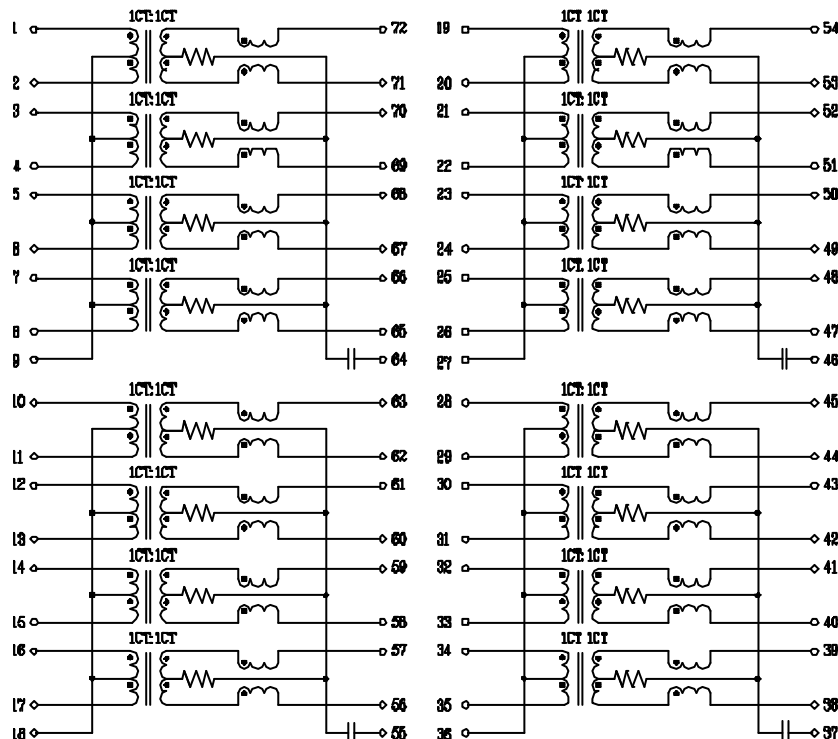 1CT:1CT 1CT 1CT
1 72 19 54
2 71 20 53
1CT:1CT 1CT 1CT
3 70 21 52
4 69 22 51
1CT:1CT 1CT 1CT
5 68 23 50
6 67 24 49
1CT:1CT 1CT 1CT
7 66 25 48
8 65 26 47
9 64 27 46
1CT:1CT 1CT:1CT
10 63 28 45
11 62 29 44
1CT:1CT 1CT 1CT
12 61 30 43
13 60 31 42
1CT:1CT 1CT:1CT
14 59 32 41
15 58 33 40
1CT:1CT 1CT 1CT
16 57 34 39
17 56 35 38
18 55 36 37